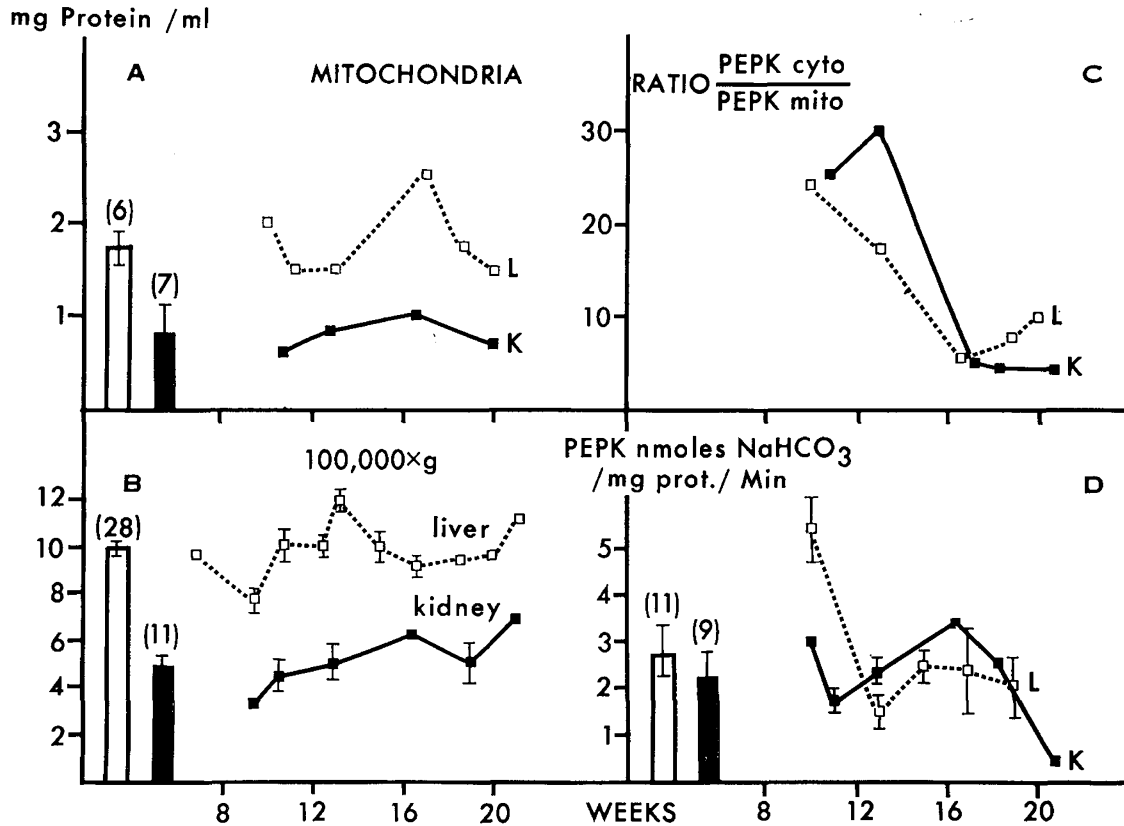 mg Protein /ml
A
MITOCHONDRIA
3
2
1
(6)
(7)
L
K
RATIO PEPK cyto
PEPK mito
C
30
20
10
L
K
B
100,000×g
12
10
8
6
4
2
(28)
(11)
liver
kidney
8 12 16 20
PEPK nmoles NaHCO3
/mg prot./ Min
D
5
4
3
2
1
(11)
(9)
L
K
WEEKS
8 12 16 20